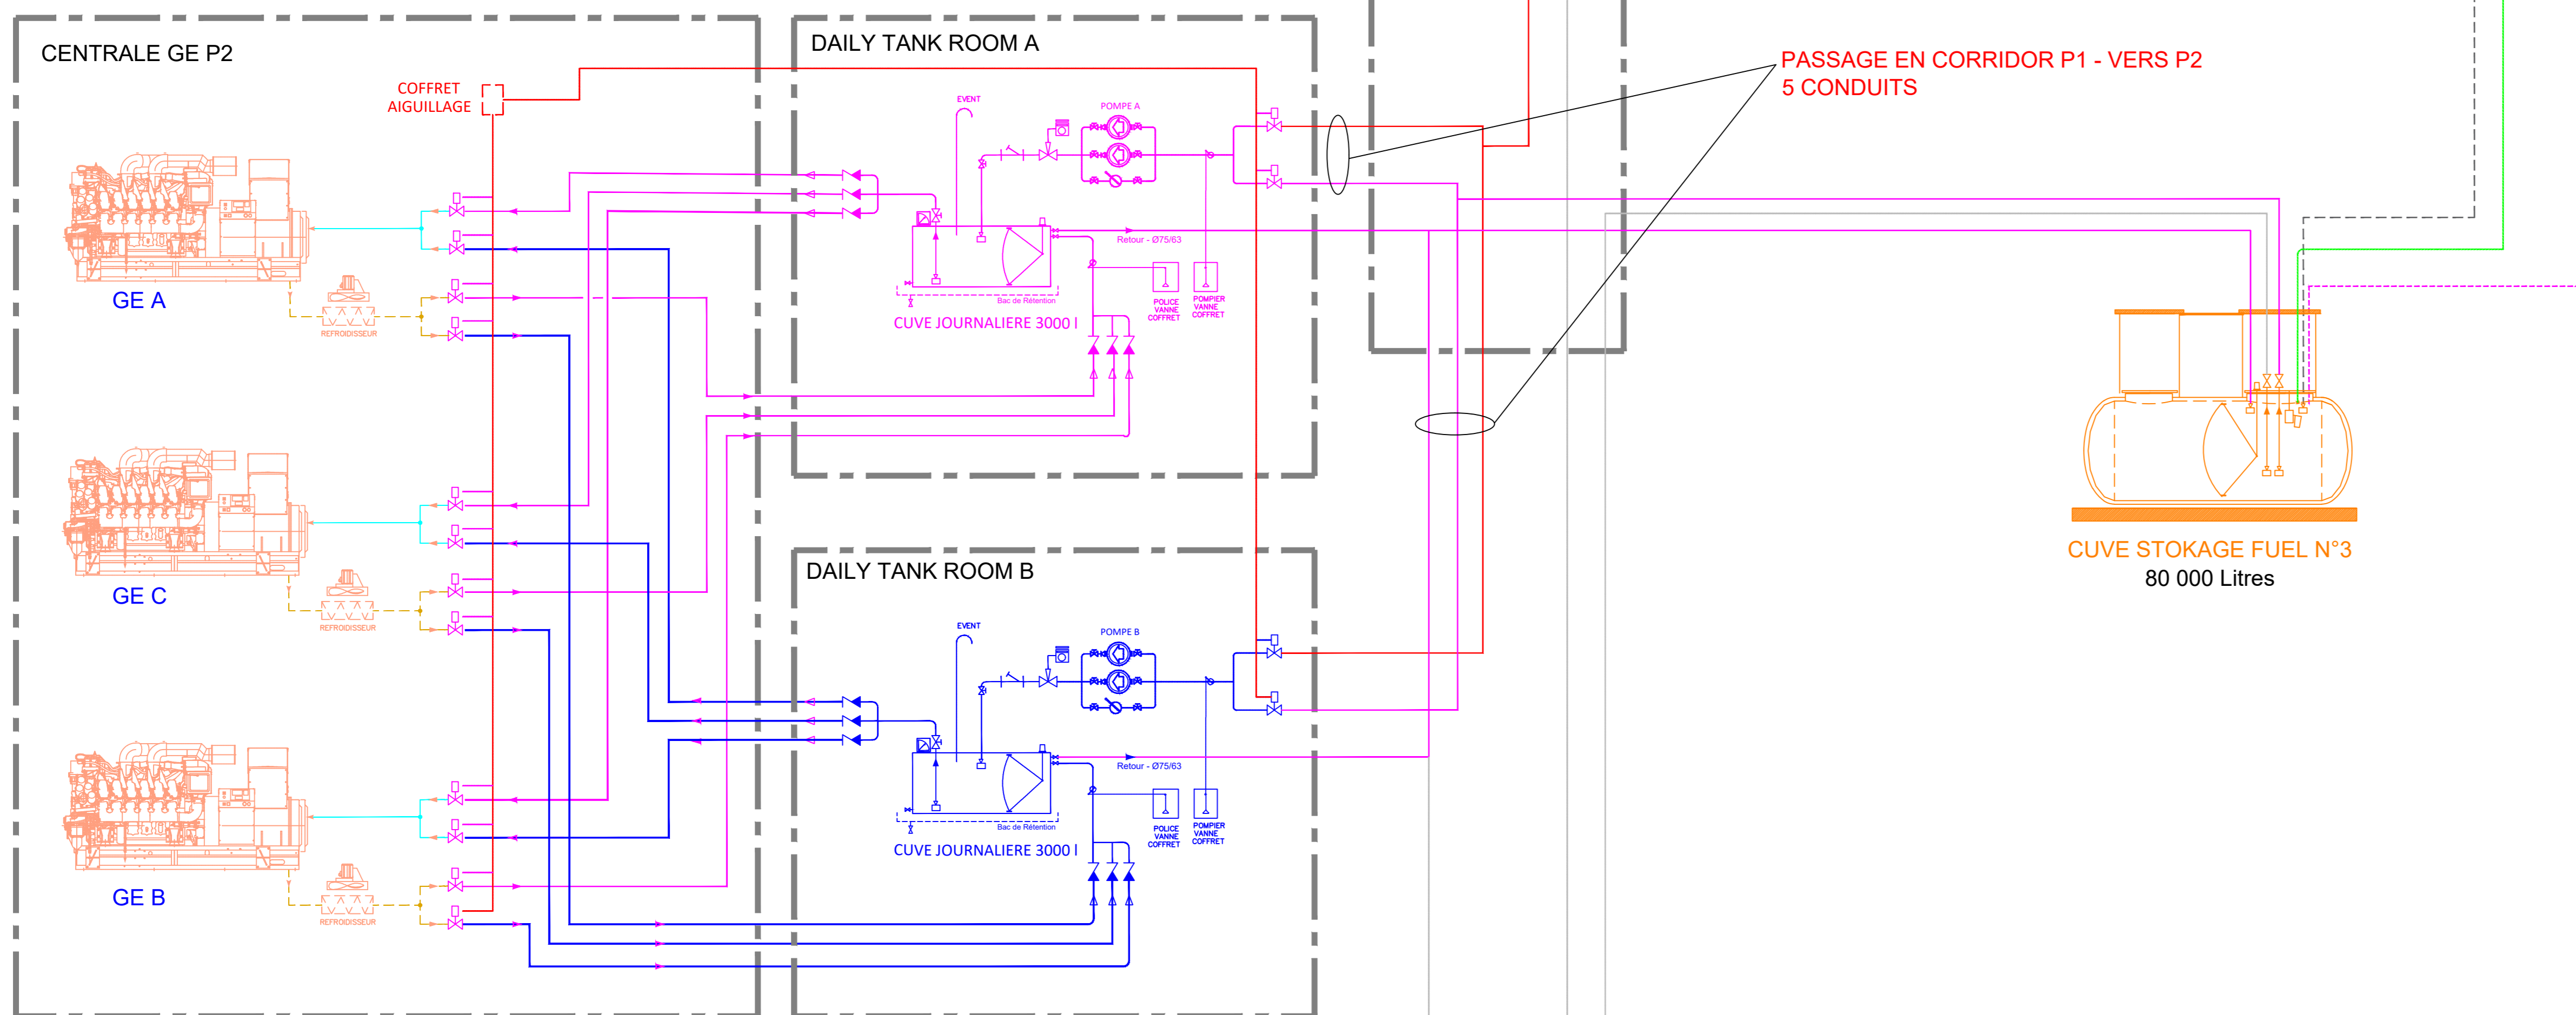 CENTRALE GE P2
COFFRET
AIGUILLAGE
GE A
REFROIDISSEUR
GE C
REFROIDISSEUR
GE B
REFROIDISSEUR
DAILY TANK ROOM A
EVENT
POMPE A
Retour - Ø75/63
Bac de Rétention
POLICE
VANNE
COFFRET
POMPIER
VANNE
COFFRET
CUVE JOURNALIERE 3000 l
DAILY TANK ROOM B
EVENT
POMPE B
Retour - Ø75/63
Bac de Rétention
POLICE
VANNE
COFFRET
POMPIER
VANNE
COFFRET
CUVE JOURNALIERE 3000 l
PASSAGE EN CORRIDOR P1 - VERS P2
5 CONDUITS
CUVE STOKAGE FUEL N°3
80 000 Litres